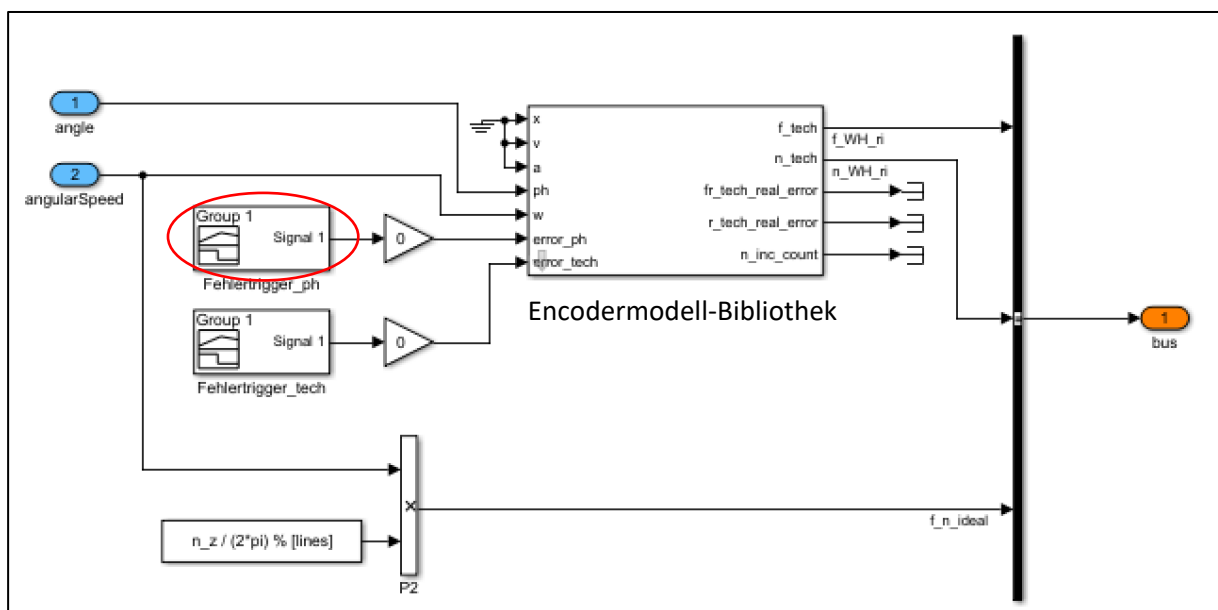 1
angle
2
angularSpeed
Group 1
Signal 1
Fehlertrigger_ph
0
Group 1
Signal 1
Fehlertrigger_tech
0
x
v
a
ph
w
error_ph
error_tech
f_tech
n_tech
fr_tech_real_error
r_tech_real_error
n_inc_count
Encodermodell-Bibliothek
f_WH_ri
n_WH_ri
n_z / (2*pi) % [lines]
×
P2
f_n_ideal
1
bus